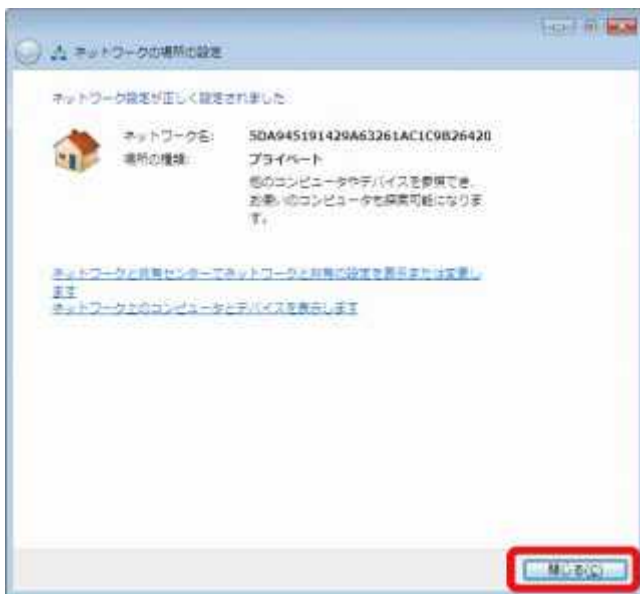 ネットワークの場所の設定
ネットワーク設定が正しく設定されました
ネットワーク名: 5DA945191429A63261AC1C9B26420
場所の種類: プライベート
他のコンピュータやデバイスを参照でき、
お使いのコンピュータも探索可能になりま
す。
ネットワークと共有センターでネットワークと共有の設定を表示または変更し
ます
ネットワーク上のコンピュータとデバイスを表示します
閉じる(C)